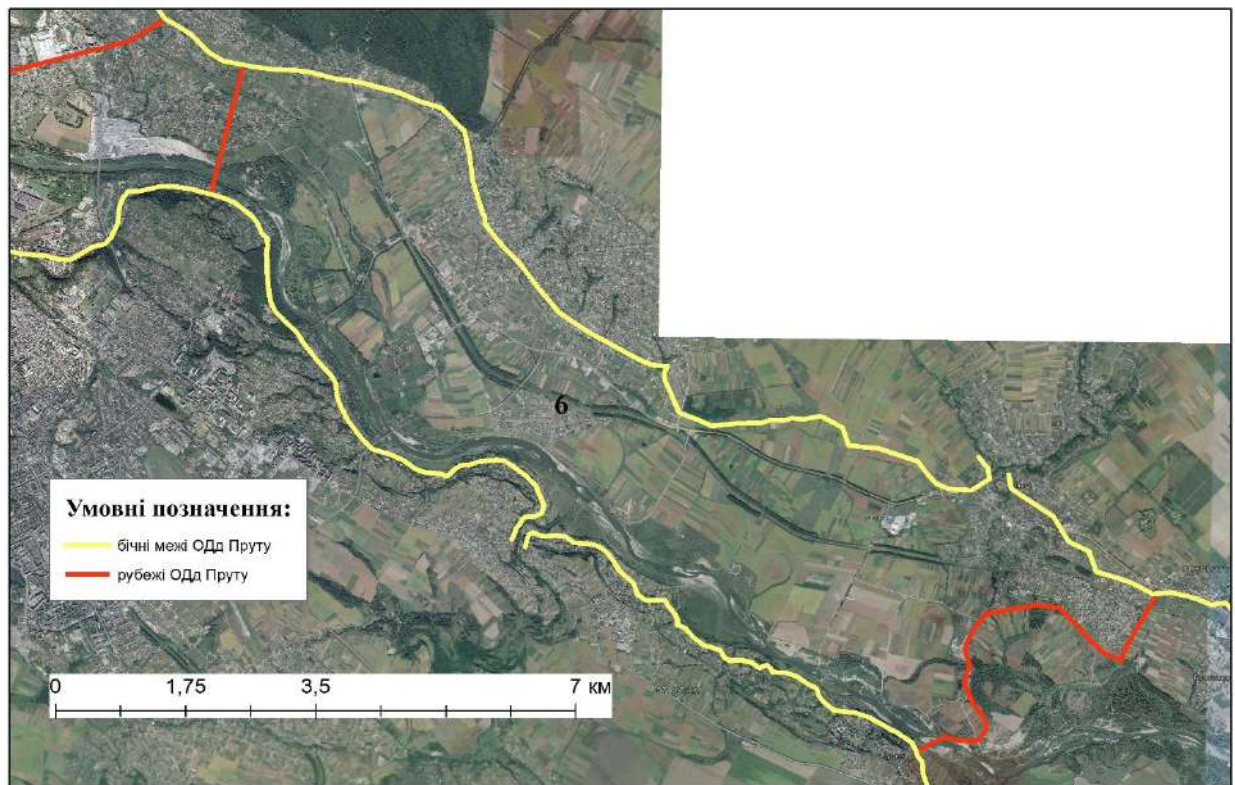 6
Умовні позначення:
бічні межі ОДд Пруту
рубежі ОДд Пруту
0 1,75 3,5 7 км